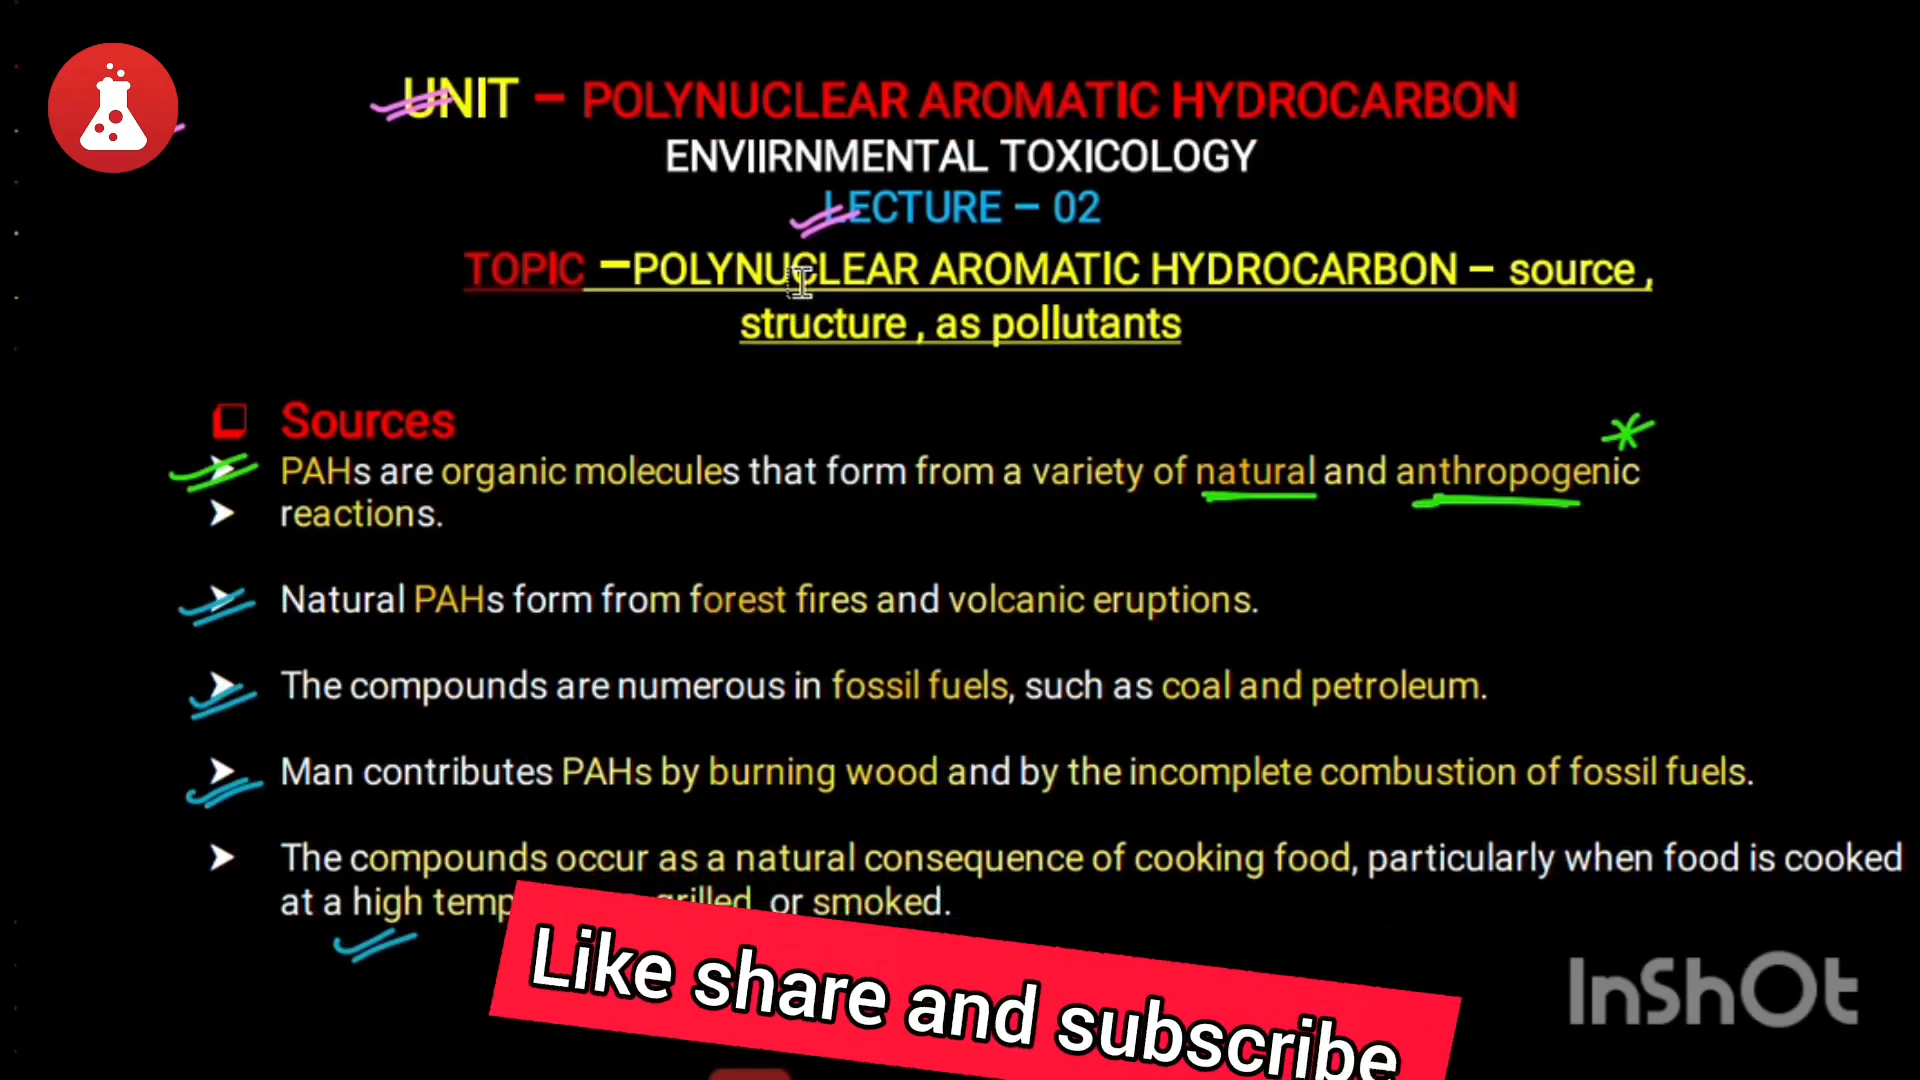 UNIT – POLYNUCLEAR AROMATIC HYDROCARBON
ENVIIRNMENTAL TOXICOLOGY
LECTURE – 02
TOPIC –POLYNUCLEAR AROMATIC HYDROCARBON – source ,
structure , as pollutants
Sources
PAHs are organic molecules that form from a variety of natural and anthropogenic
reactions.
Natural PAHs form from forest fires and volcanic eruptions.
The compounds are numerous in fossil fuels, such as coal and petroleum.
Man contributes PAHs by burning wood and by the incomplete combustion of fossil fuels.
The compounds occur as a natural consequence of cooking food, particularly when food is cooked
at a high grilled or smoked.
Like share and subscribe
InShOt